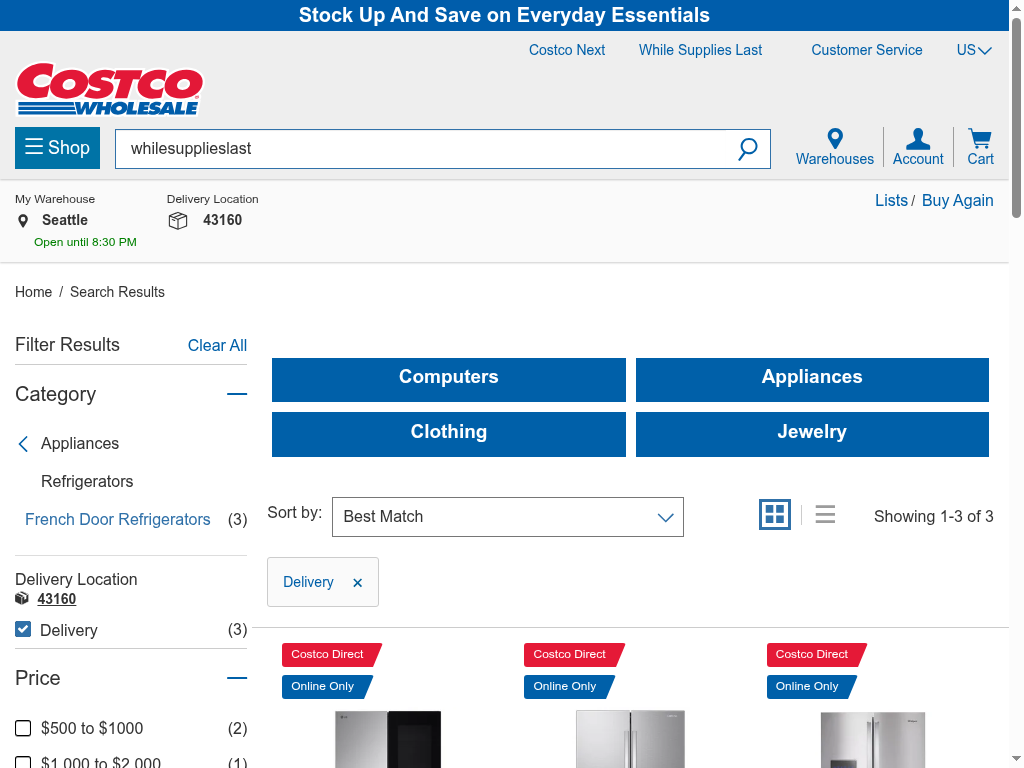 Stock Up And Save on Everyday Essentials
Costco Next While Supplies Last Customer Service US
COSTCO
WHOLESALE
Shop whilesupplieslast Warehouses Account Cart
My Warehouse Delivery Location
Seattle 43160 Lists / Buy Again
Open until 8:30 PM
Home / Search Results
Filter Results Clear All
Category
Appliances
Refrigerators
French Door Refrigerators (3)
Delivery Location
43160
Delivery (3)
Price
$500 to $1000 (2)
$1,000 to $2,000 (1)
Computers Appliances
Clothing Jewelry
Sort by: Best Match Showing 1-3 of 3
Delivery ×
Costco Direct Costco Direct Costco Direct
Online Only Online Only Online Only